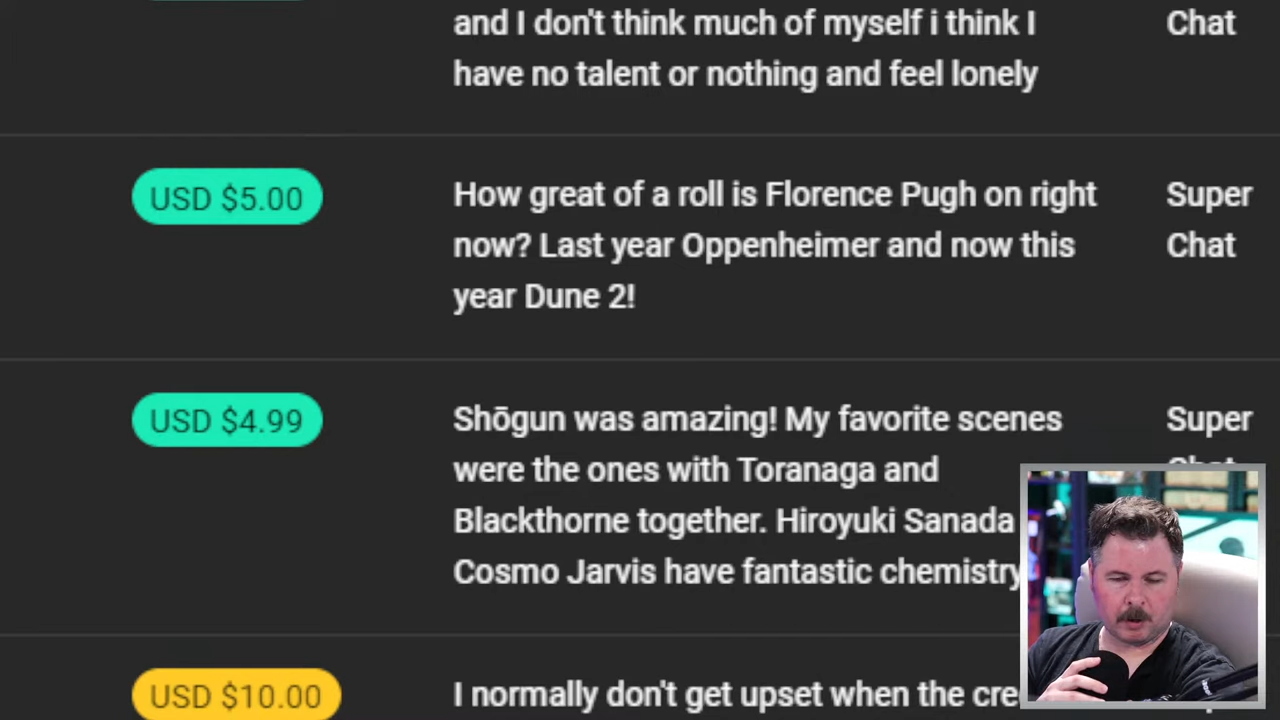 and I don't think much of myself i think I
Chat
have no talent or nothing and feel lonely
USD $5.00
How great of a roll is Florence Pugh on right
Super
now? Last year Oppenheimer and now this
Chat
year Dune 2!
USD $4.99
Shōgun was amazing! My favorite scenes
Super
were the ones with Toranaga and
Blackthorne together. Hiroyuki Sanada
Cosmo Jarvis have fantastic chemistry
USD $10.00
I normally don't get upset when the